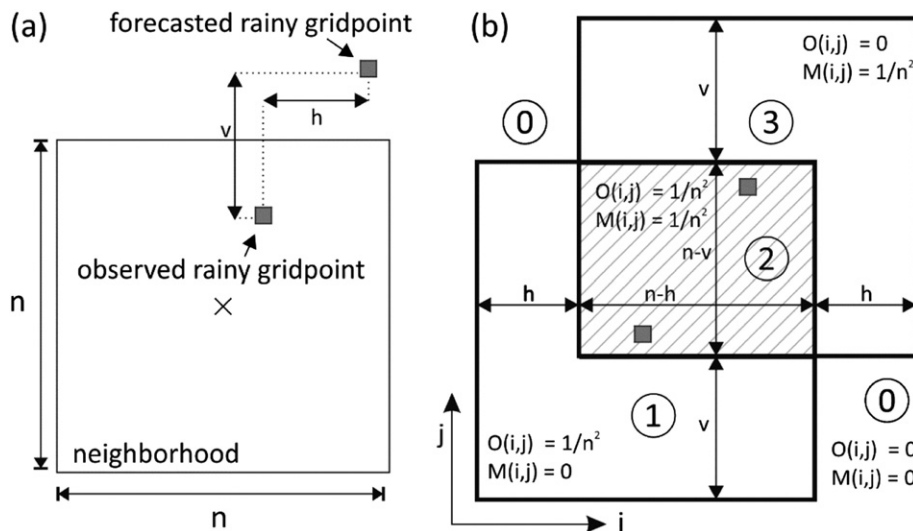 (a)
forecasted rainy gridpoint
h
v
observed rainy gridpoint
n
neighborhood
n
(b)
O(i,j) = 0
M(i,j) = 1/n²
v
0
3
O(i,j) = 1/n²
M(i,j) = 1/n²
n-v
2
h
n-h
h
1
0
j
v
O(i,j) = 1/n²
M(i,j) = 0
O(i,j) = 0
M(i,j) = 0
i